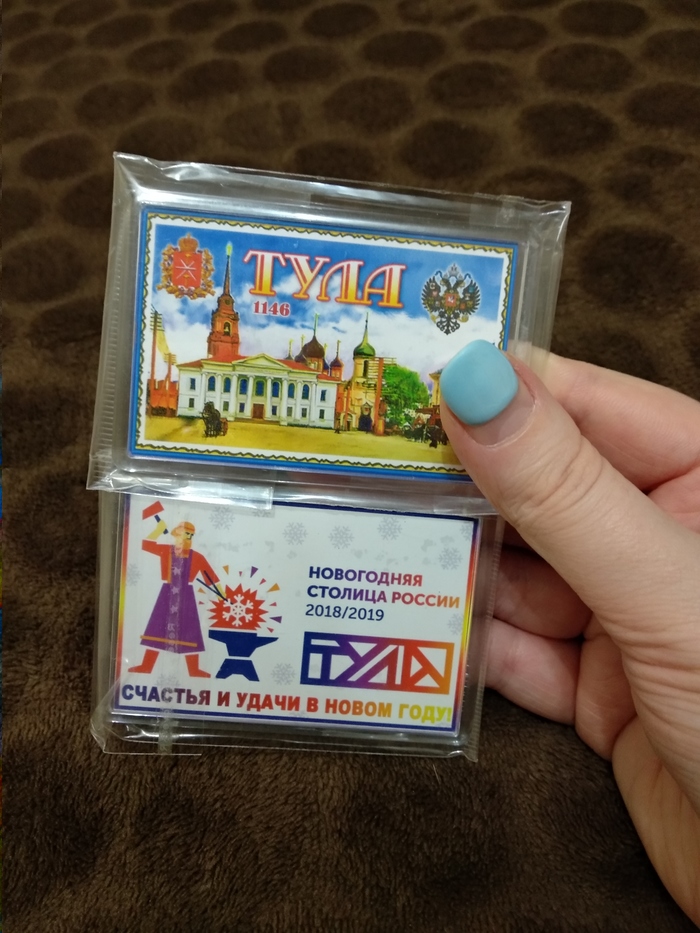 ТУЛА
1146
НОВОГОДНЯЯ
СТОЛИЦА РОССИИ
2018/2019
ТУЛА
СЧАСТЬЯ И УДАЧИ В НОВОМ ГОДУ!